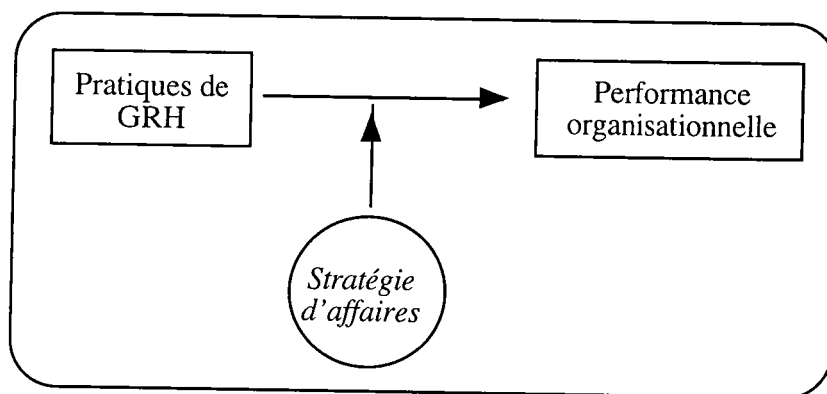 Pratiques de
GRH
Performance
organisationnelle
Stratégie
d'affaires